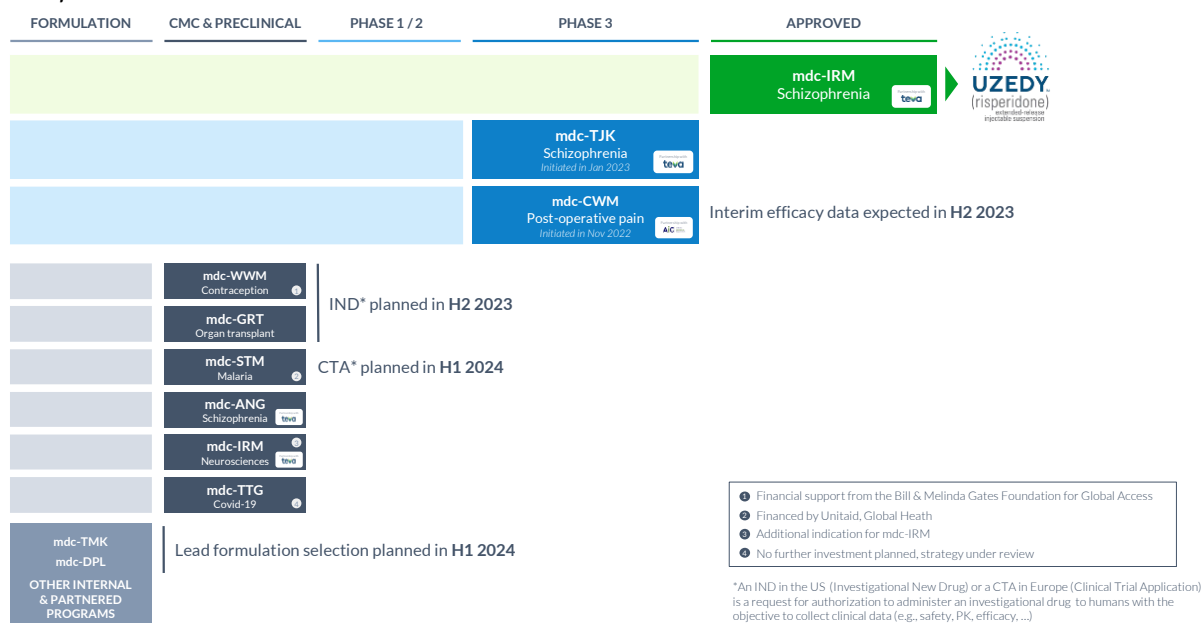 FORMULATION
CMC & PRECLINICAL
PHASE 1 / 2
PHASE 3
APPROVED
mdc-IRM
Schizophrenia
teva
UZEDY
(risperidone)
extended-release
injectable suspension
mdc-TJK
Schizophrenia
Initiated in Jan 2023
teva
mdc-CWM
Post-operative pain
Initiated in Nov 2022
AIC
Interim efficacy data expected in H2 2023
mdc-WWM
Contraception 1
mdc-GRT
Organ transplant
IND* planned in H2 2023
mdc-STM
Malaria 2
CTA* planned in H1 2024
mdc-ANG
Schizophrenia
teva
mdc-IRM 3
Neurosciences
teva
mdc-TTG
Covid-19 4
mdc-TMK
mdc-DPL
OTHER INTERNAL
& PARTNERED
PROGRAMS
Lead formulation selection planned in H1 2024
1 Financial support from the Bill & Melinda Gates Foundation for Global Access
2 Financed by Unitaid, Global Heath
3 Additional indication for mdc-IRM
4 No further investment planned, strategy under review
*An IND in the US (Investigational New Drug) or a CTA in Europe (Clinical Trial Application)
is a request for authorization to administer an investigational drug to humans with the
objective to collect clinical data (e.g., safety, PK, efficacy, ...)